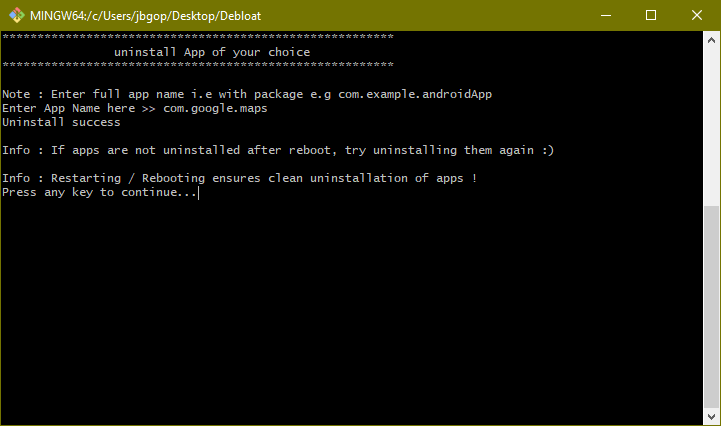 MINGW64:/c/Users/jbgop/Desktop/Debloat
********************************************************
uninstall App of your choice
********************************************************
Note : Enter full app name i.e with package e.g com.example.androidApp
Enter App Name here >> com.google.maps
Uninstall success
Info : If apps are not uninstalled after reboot, try uninstalling them again :)
Info : Restarting / Rebooting ensures clean uninstallation of apps !
Press any key to continue...